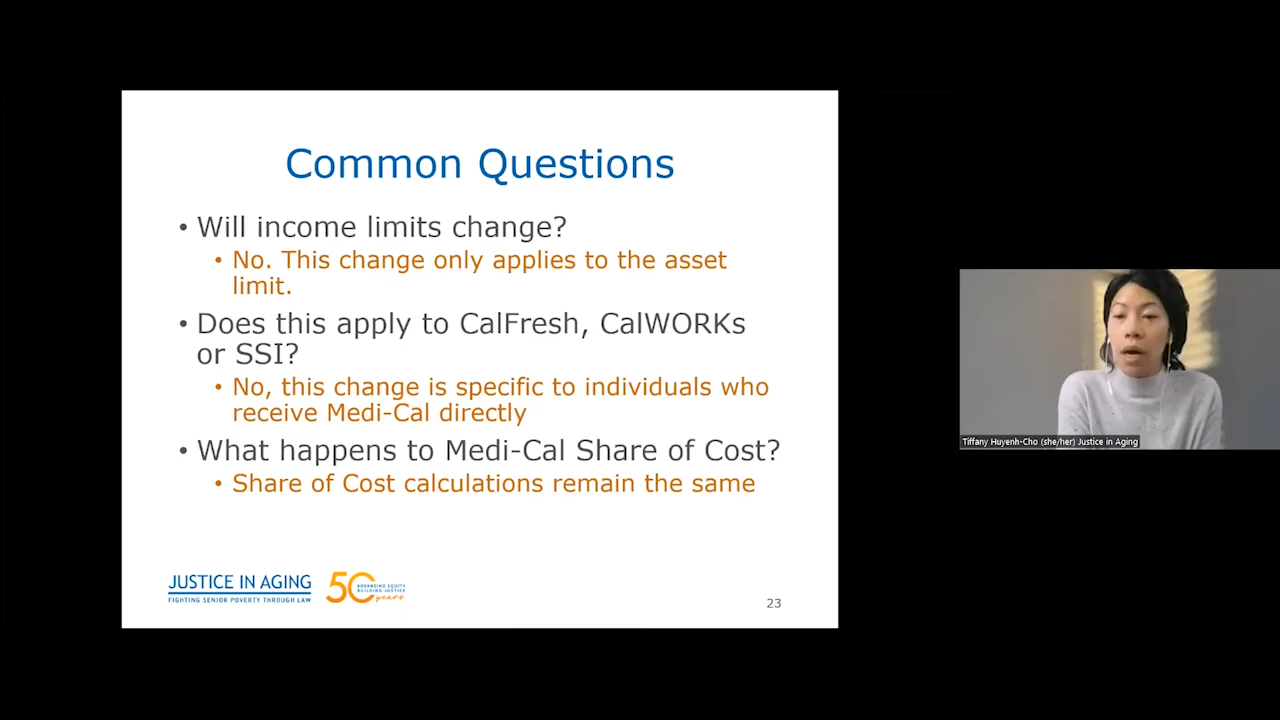 Common Questions
• Will income limits change?
• No. This change only applies to the asset
limit.
• Does this apply to CalFresh, CalWORKs
or SSI?
• No, this change is specific to individuals who
receive Medi-Cal directly
• What happens to Medi-Cal Share of Cost?
• Share of Cost calculations remain the same
JUSTICE IN AGING
FIGHTING SENIOR POVERTY THROUGH LAW
50 years
ADVANCING EQUITY
BUILDING JUSTICE
23
Tiffany Huyenh-Cho (she/her) Justice in Aging